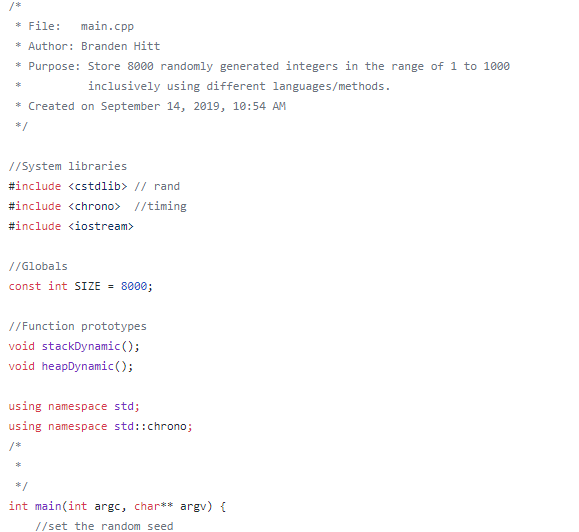 /*
 * File:   main.cpp
 * Author: Branden Hitt
 * Purpose: Store 8000 randomly generated integers in the range of 1 to 1000
 *          inclusively using different languages/methods.
 * Created on September 14, 2019, 10:54 AM
 */

//System libraries
#include <cstdlib> // rand
#include <chrono>  //timing
#include <iostream>

//Globals
const int SIZE = 8000;

//Function prototypes
void stackDynamic();
void heapDynamic();

using namespace std;
using namespace std::chrono;
/*
 *
 */
int main(int argc, char** argv) {
    //set the random seed